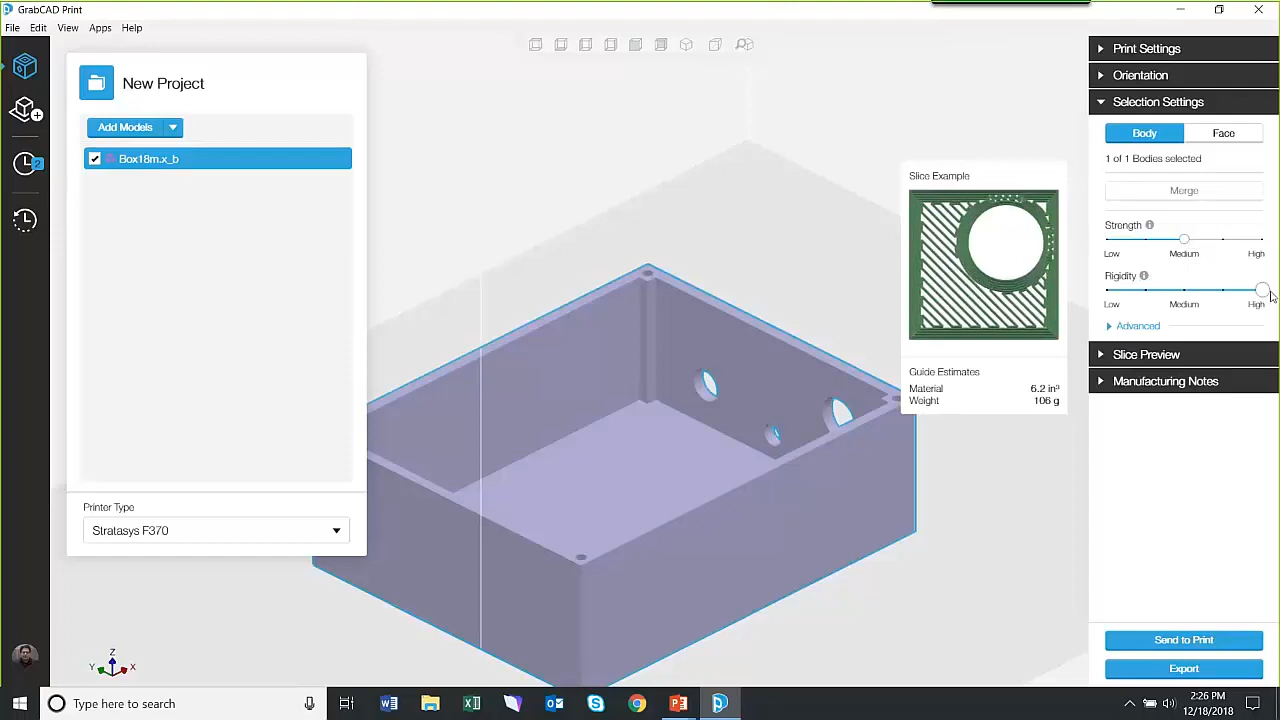 GrabCAD Print
File Edit View Apps Help
New Project
Add Models
Box18m.x_b
Printer Type
Stratasys F370
2
Z
Y X
Slice Example
Guide Estimates
Material 6.2 in³
Weight 106 g
Print Settings
Orientation
Selection Settings
Body Face
1 of 1 Bodies selected
Merge
Strength
Low Medium High
Rigidity
Low Medium High
Advanced
Slice Preview
Manufacturing Notes
Send to Print
Export
Type here to search
2:26 PM
12/18/2018